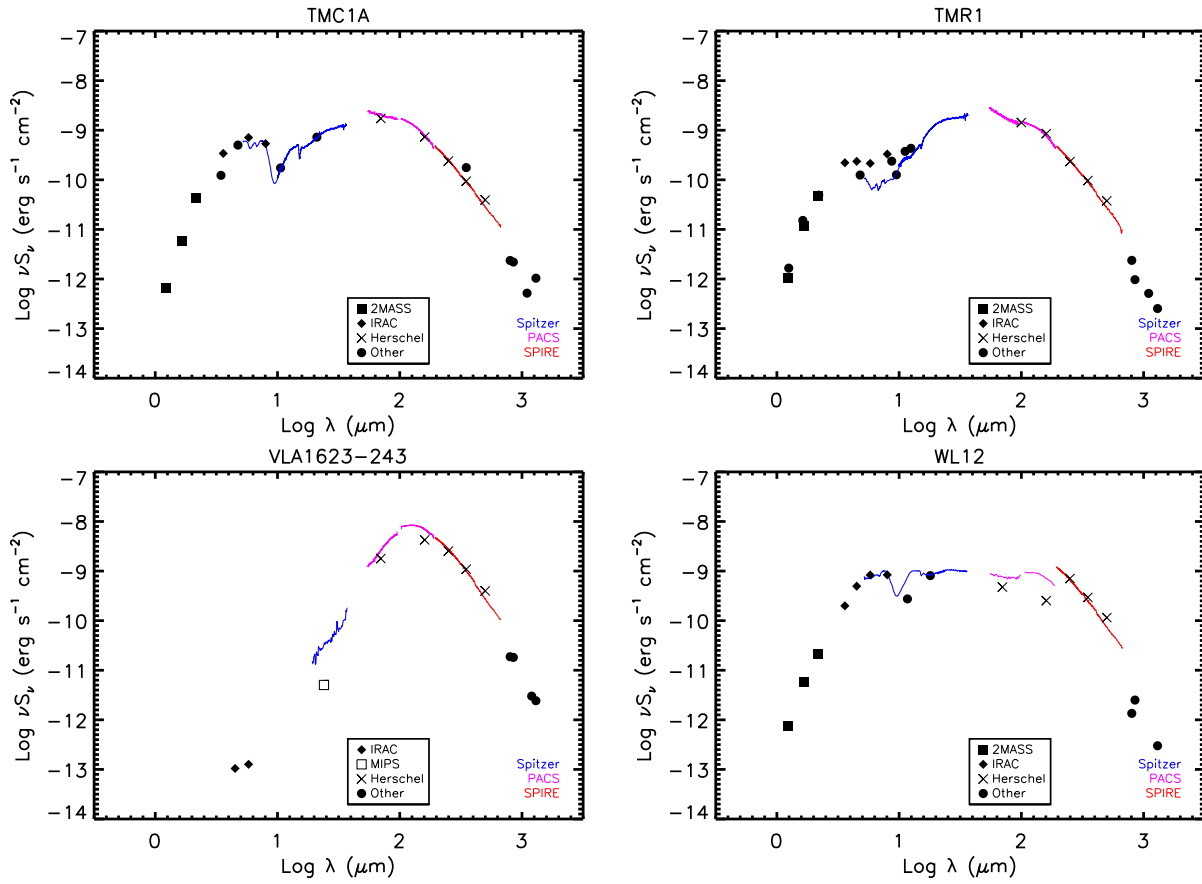 TMC1A
-7
-8
-9
-10
-11
-12
-13
-14
Log νSν (erg s⁻¹ cm⁻²)
2MASS
IRAC
Herschel
Other
Spitzer
PACS
SPIRE
0 1 2 3
Log λ (μm)
TMR1
-7
-8
-9
-10
-11
-12
-13
-14
Log νSν (erg s⁻¹ cm⁻²)
2MASS
IRAC
Herschel
Other
Spitzer
PACS
SPIRE
0 1 2 3
Log λ (μm)
VLA1623-243
-7
-8
-9
-10
-11
-12
-13
-14
Log νSν (erg s⁻¹ cm⁻²)
IRAC
MIPS
Herschel
Other
Spitzer
PACS
SPIRE
0 1 2 3
Log λ (μm)
WL12
-7
-8
-9
-10
-11
-12
-13
-14
Log νSν (erg s⁻¹ cm⁻²)
2MASS
IRAC
Herschel
Other
Spitzer
PACS
SPIRE
0 1 2 3
Log λ (μm)